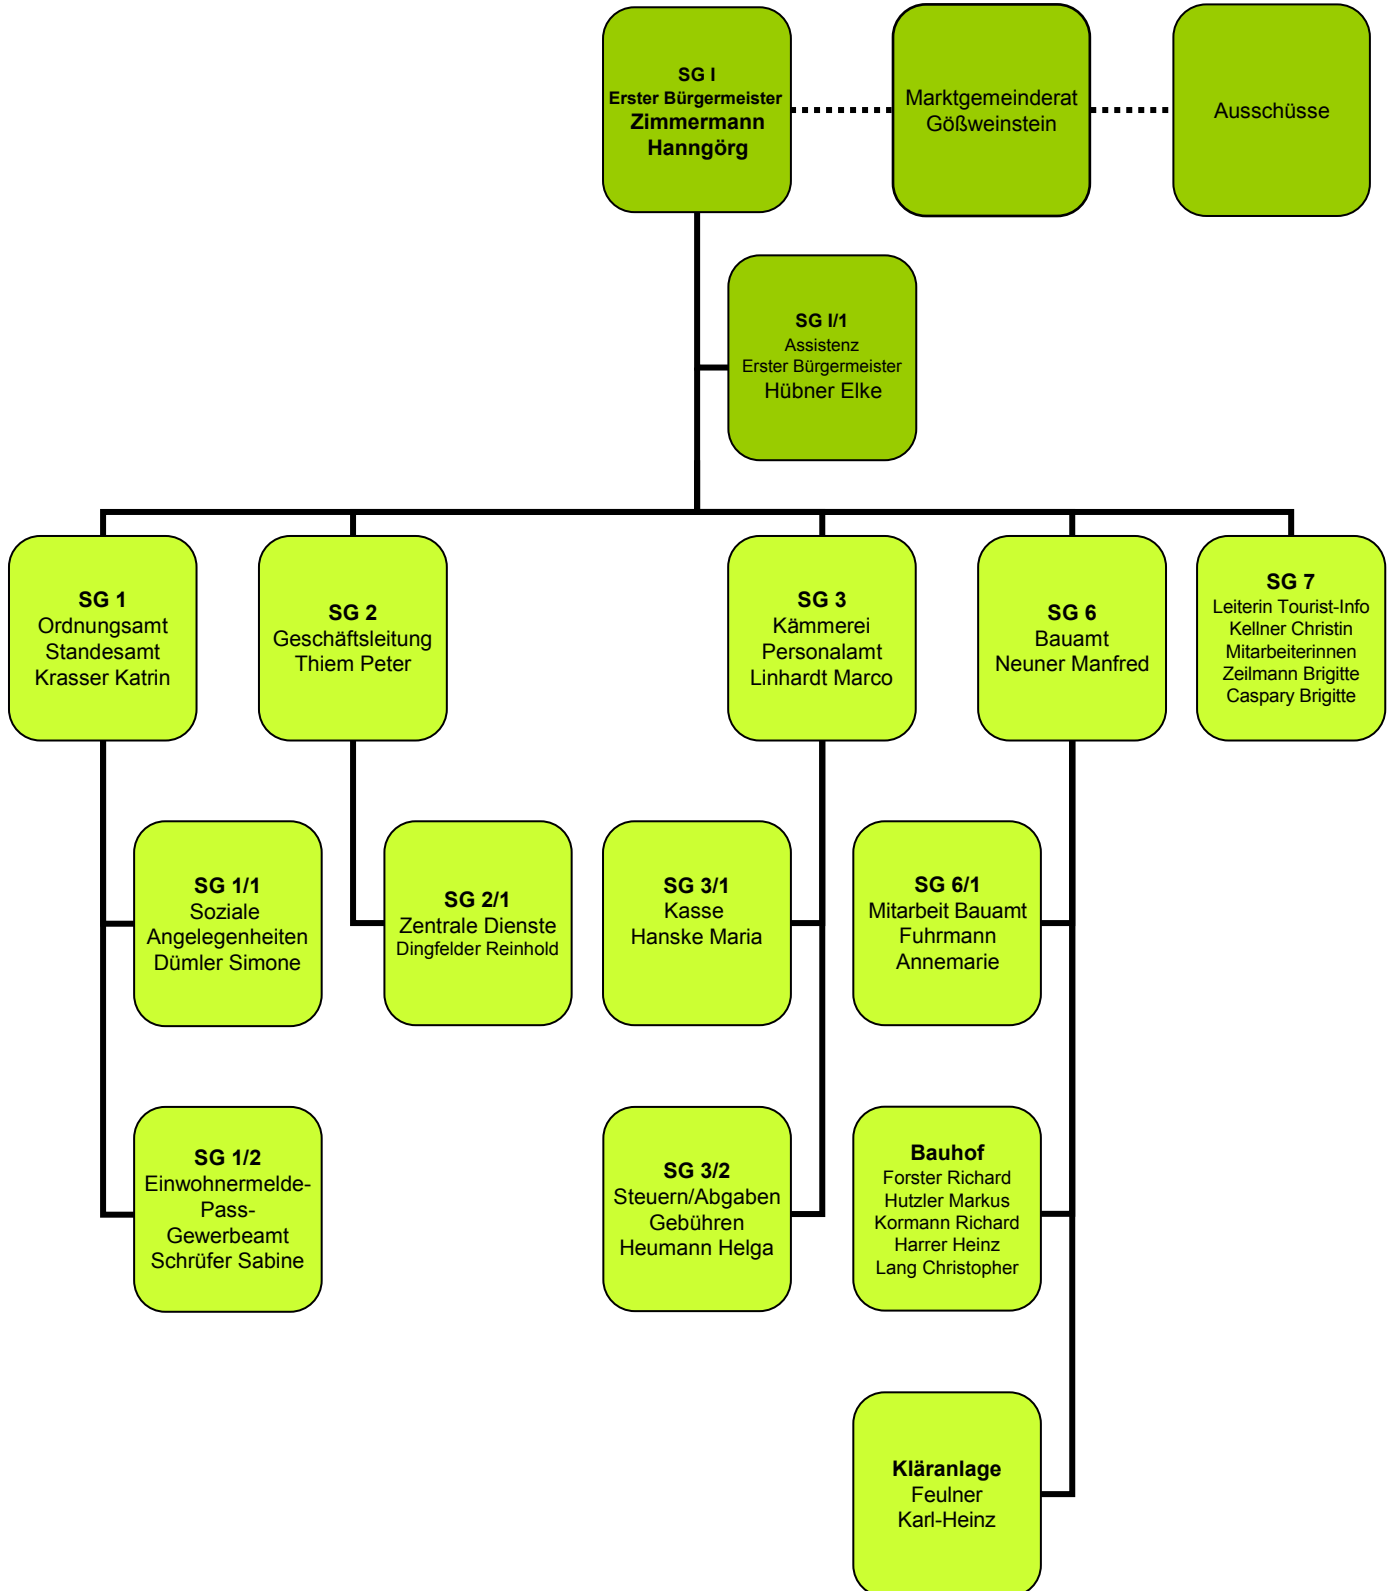 SG I
Erster Bürgermeister
Zimmermann
Hanngörg
Marktgemeinderat
Gößweinstein
Ausschüsse
SG I/1
Assistenz
Erster Bürgermeister
Hübner Elke
SG 1
Ordnungsamt
Standesamt
Krasser Katrin
SG 2
Geschäftsleitung
Thiem Peter
SG 3
Kämmerei
Personalamt
Linhardt Marco
SG 6
Bauamt
Neuner Manfred
SG 7
Leiterin Tourist-Info
Kellner Christin
Mitarbeiterinnen
Zeilmann Brigitte
Caspary Brigitte
SG 1/1
Soziale
Angelegenheiten
Dümler Simone
SG 2/1
Zentrale Dienste
Dingfelder Reinhold
SG 3/1
Kasse
Hanske Maria
SG 6/1
Mitarbeit Bauamt
Fuhrmann
Annemarie
SG 1/2
Einwohnermelde-
Pass-
Gewerbeamt
Schrüfer Sabine
SG 3/2
Steuern/Abgaben
Gebühren
Heumann Helga
Bauhof
Forster Richard
Hutzler Markus
Kormann Richard
Harrer Heinz
Lang Christopher
Kläranlage
Feulner
Karl-Heinz